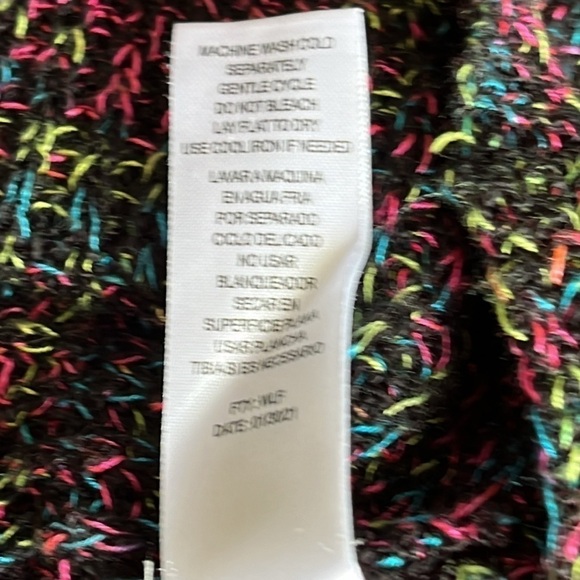 MACHINE WASH COLD
SEPARATELY
GENTLE CYCLE
DO NOT BLEACH
LAY FLAT TO DRY
USE COOL IRON IF NEEDED
LAVAR A MAQUINA
EN AGUA FRIA
POR SEPARADO
CICLO DELICADO
NO USAR
BLANQUEADOR
SECAR EN
SUPERFICIE PLANA
USAR PLANCHA
TIBIA SI ES NECESARIO
FTY: WLF
DATE: 01/30/21